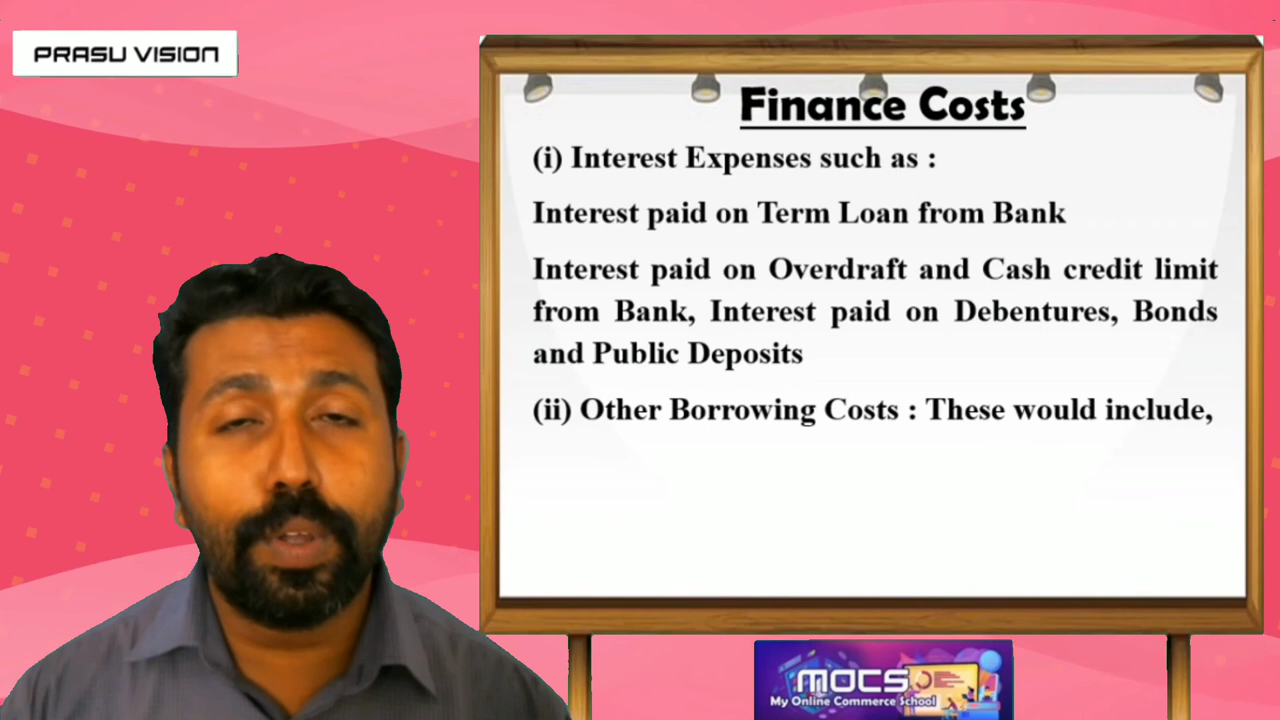 PRASU VISION
Finance Costs
(i) Interest Expenses such as :
Interest paid on Term Loan from Bank
Interest paid on Overdraft and Cash credit limit
from Bank, Interest paid on Debentures, Bonds
and Public Deposits
(ii) Other Borrowing Costs : These would include,
MOCS
My Online Commerce School